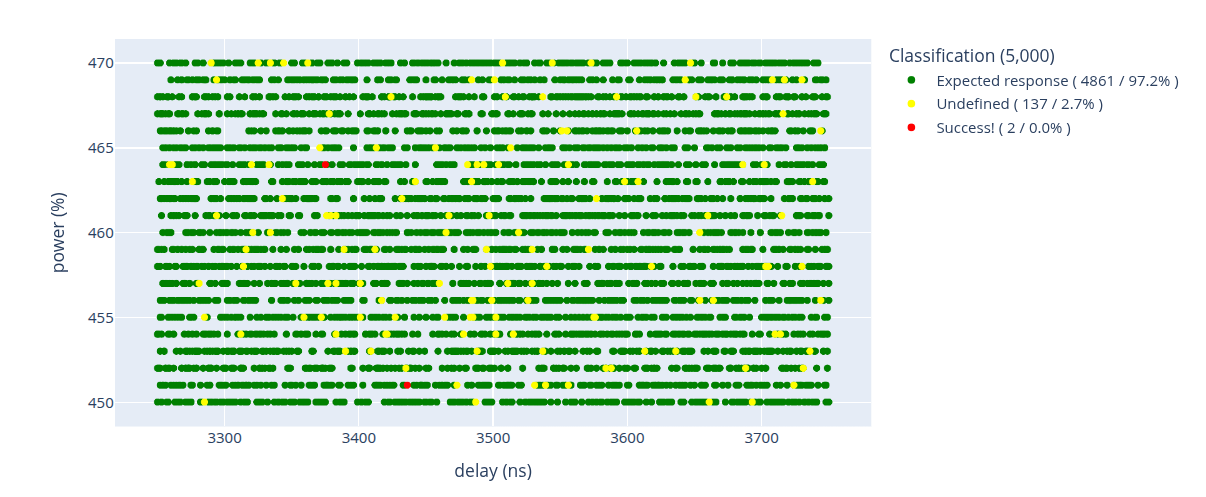 470
465
460
455
450
power (%)
3300
3400
3500
3600
3700
delay (ns)
Classification (5,000)
Expected response ( 4861 / 97.2% )
Undefined ( 137 / 2.7% )
Success! ( 2 / 0.0% )